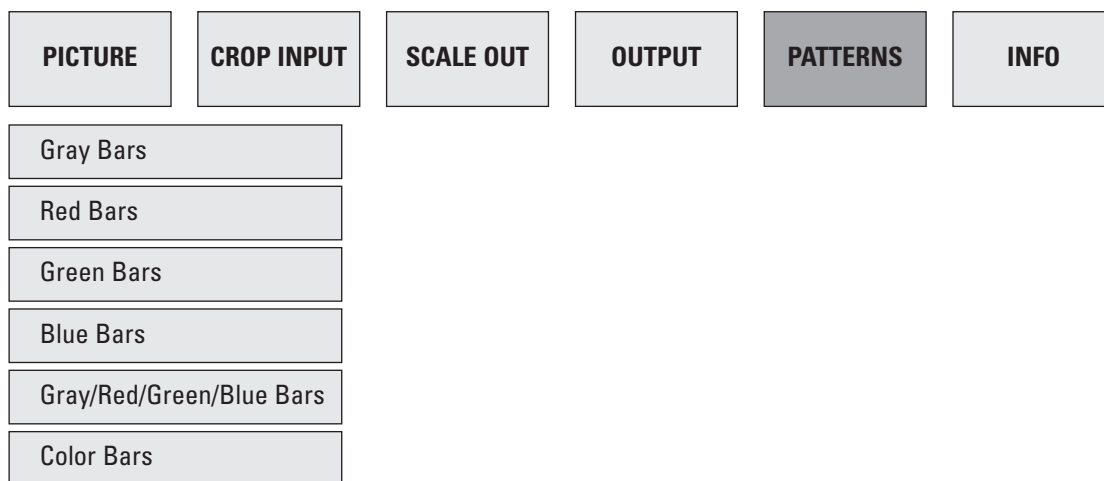 PICTURE CROP INPUT SCALE OUT OUTPUT PATTERNS INFO
Gray Bars
Red Bars
Green Bars
Blue Bars
Gray/Red/Green/Blue Bars
Color Bars